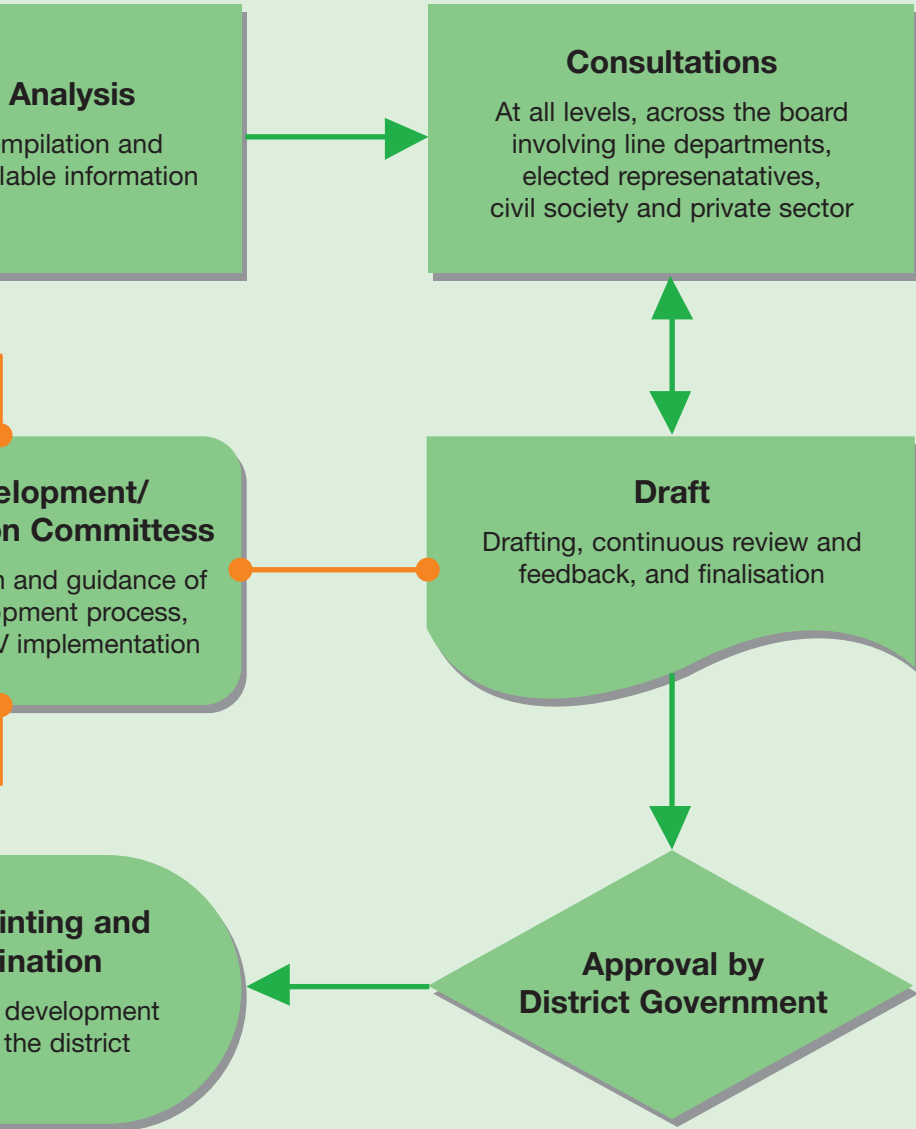 Analysis
mpilation and
lable information
Consultations
At all levels, across the board
involving line departments,
elected represenatatives,
civil society and private sector
elopment/
on Committess
n and guidance of
opment process,
V implementation
Draft
Drafting, continuous review and
feedback, and finalisation
inting and
ination
development
the district
Approval by
District Government